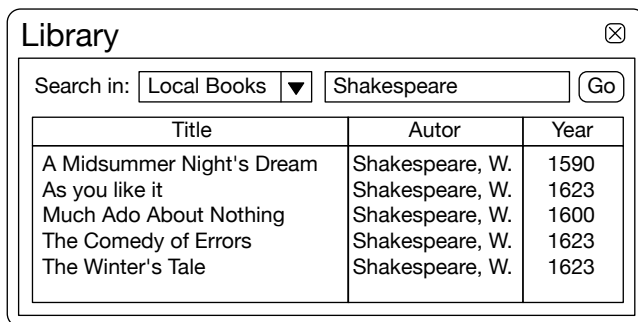 Library
Search in: Local Books Shakespeare Go
Title Autor Year
A Midsummer Night's Dream Shakespeare, W. 1590
As you like it Shakespeare, W. 1623
Much Ado About Nothing Shakespeare, W. 1600
The Comedy of Errors Shakespeare, W. 1623
The Winter's Tale Shakespeare, W. 1623